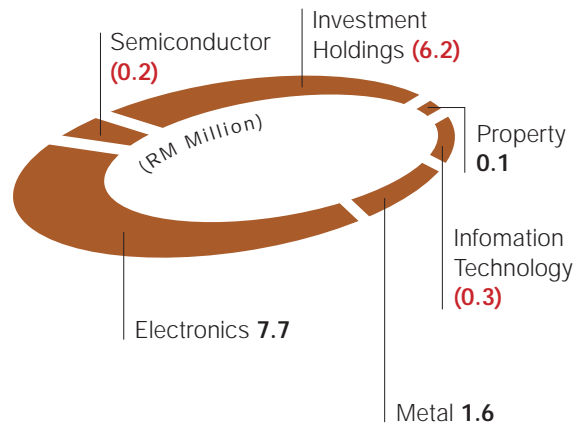 Investment
Holdings (6.2)
Semiconductor
(0.2)
(RM Million)
Property
0.1
Infomation
Technology
(0.3)
Electronics 7.7
Metal 1.6